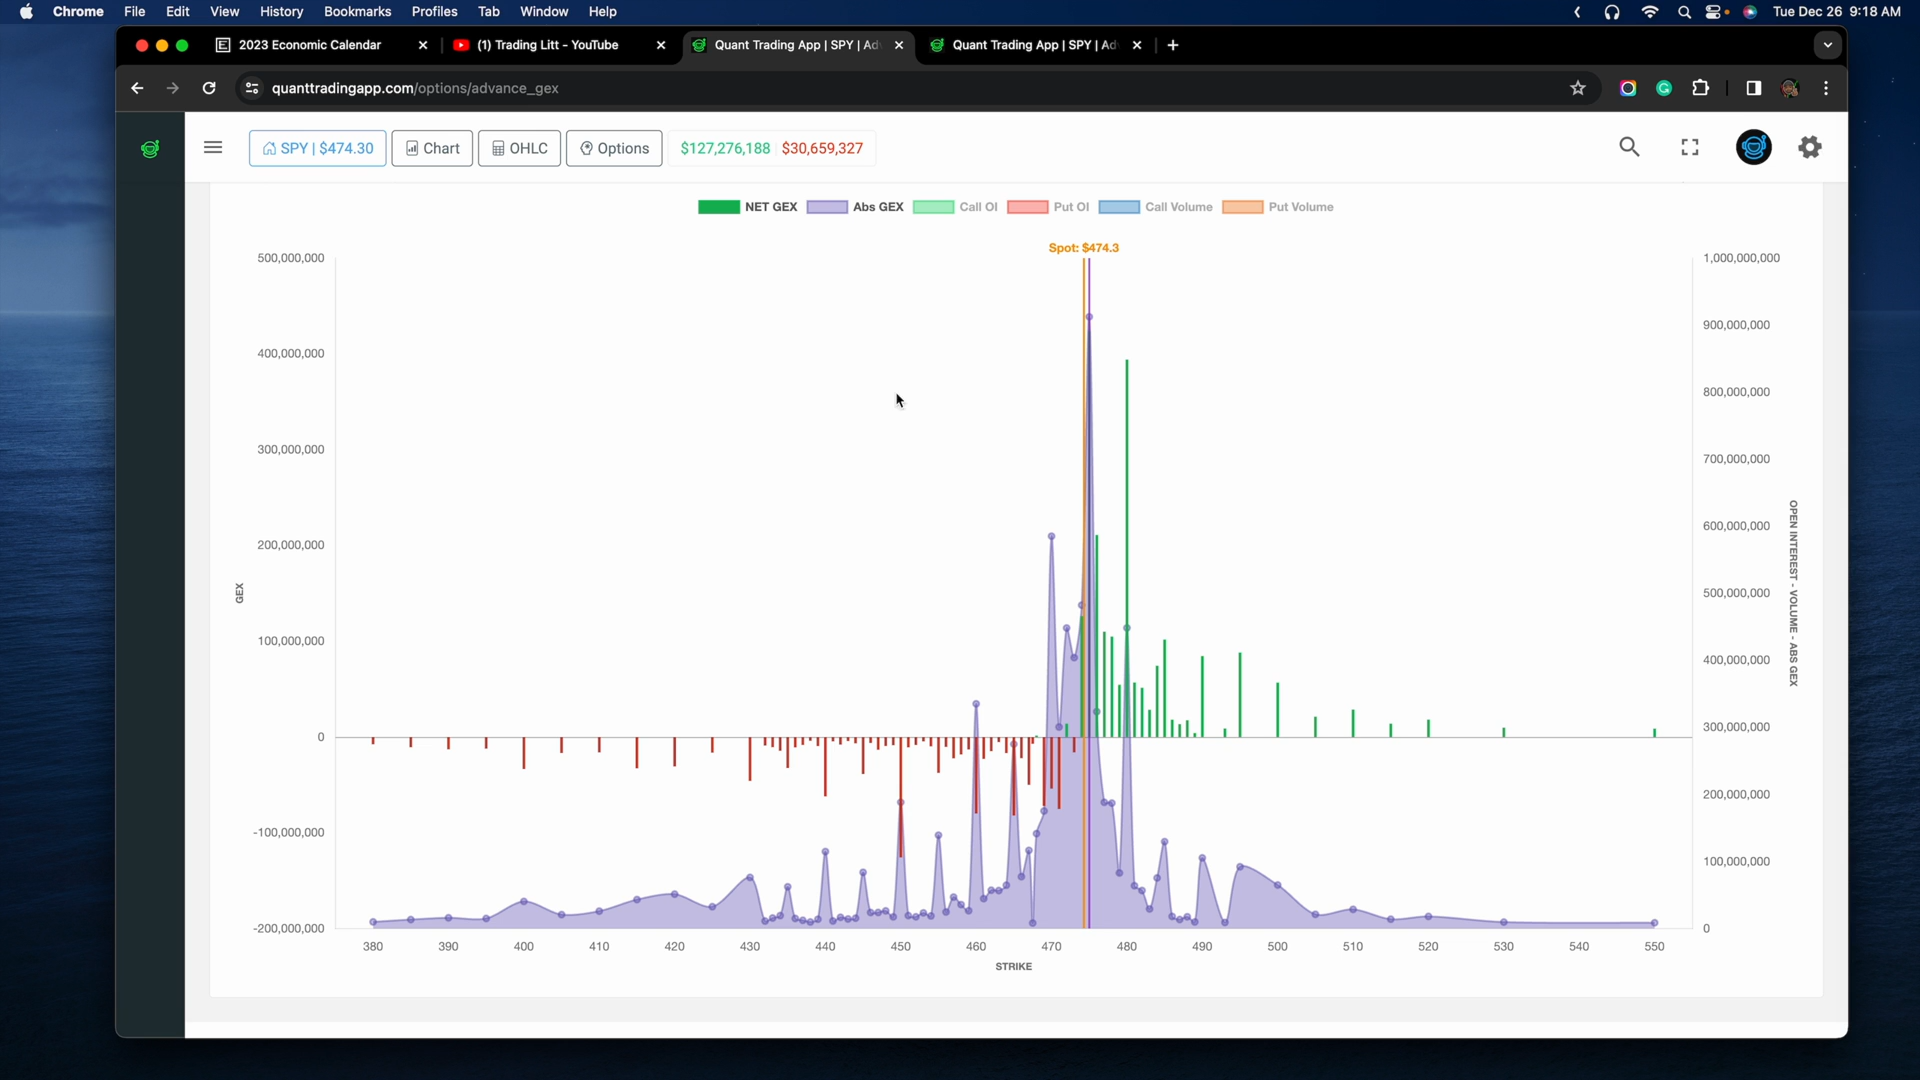 Chrome File Edit View History Bookmarks Profiles Tab Window Help Tue Dec 26 9:18 AM
2023 Economic Calendar (1) Trading Litt - YouTube Quant Trading App | SPY | Ad Quant Trading App | SPY | Ad
quanttradingapp.com/options/advance_gex
SPY | $474.30 Chart OHLC Options $127,276,188 $30,659,327
NET GEX Abs GEX Call OI Put OI Call Volume Put Volume
Spot: $474.3
500,000,000
400,000,000
300,000,000
200,000,000
100,000,000
0
-100,000,000
-200,000,000
GEX
1,000,000,000
900,000,000
800,000,000
700,000,000
600,000,000
500,000,000
400,000,000
300,000,000
200,000,000
100,000,000
0
OPEN INTEREST - VOLUME - ABS GEX
380 390 400 410 420 430 440 450 460 470 480 490 500 510 520 530 540 550
STRIKE